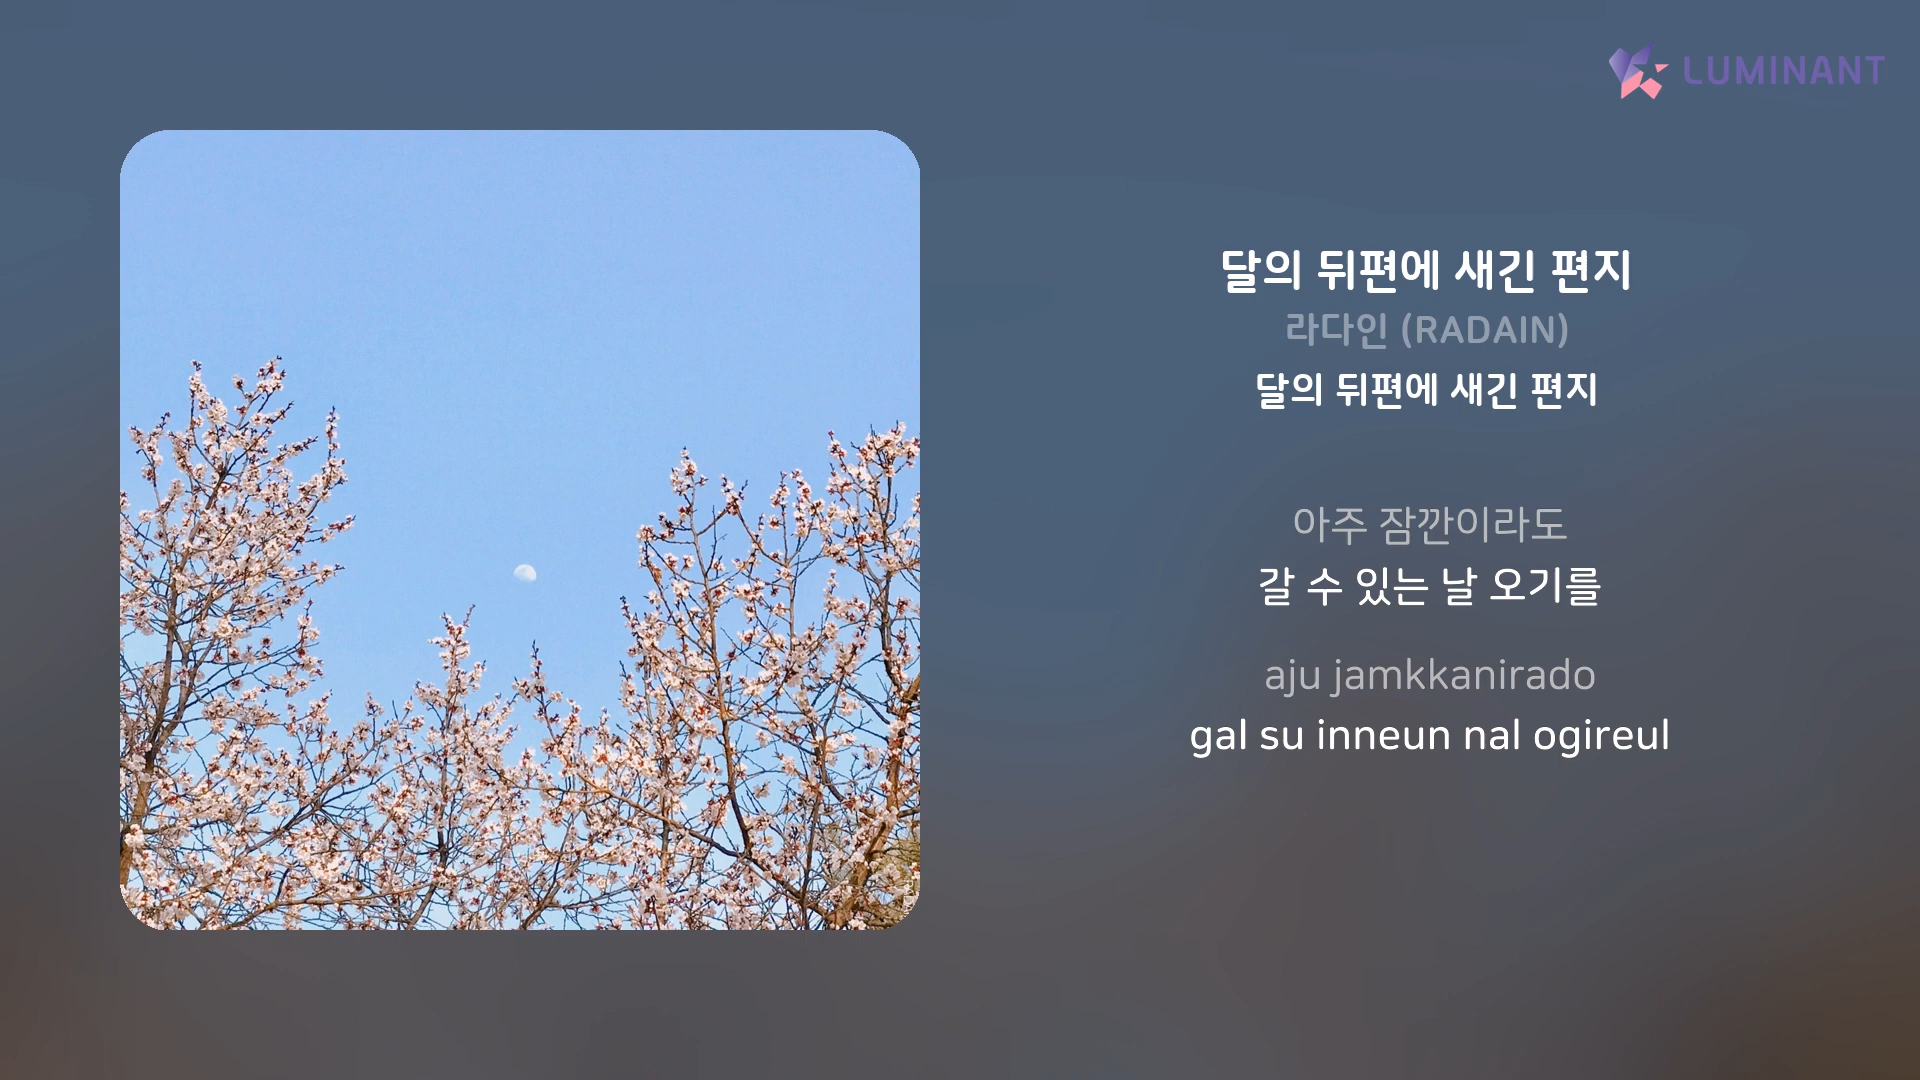 LUMINANT
달의 뒤편에 새긴 편지
라다인 (RADAIN)
달의 뒤편에 새긴 편지
아주 잠깐이라도
갈 수 있는 날 오기를
aju jamkkanirado
gal su inneun nal ogireul